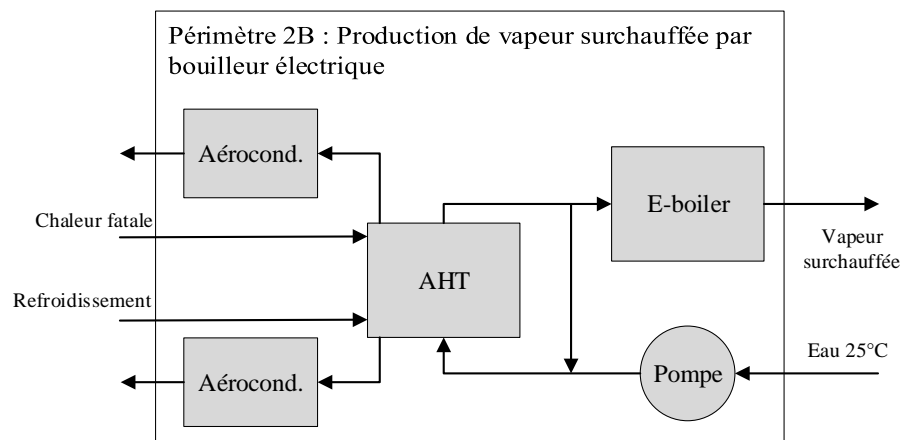 Périmètre 2B : Production de vapeur surchauffée par
bouilleur électrique
Aérocond.
E-boiler
Chaleur fatale
Vapeur
surchauffée
AHT
Refroidissement
Eau 25°C
Aérocond.
Pompe